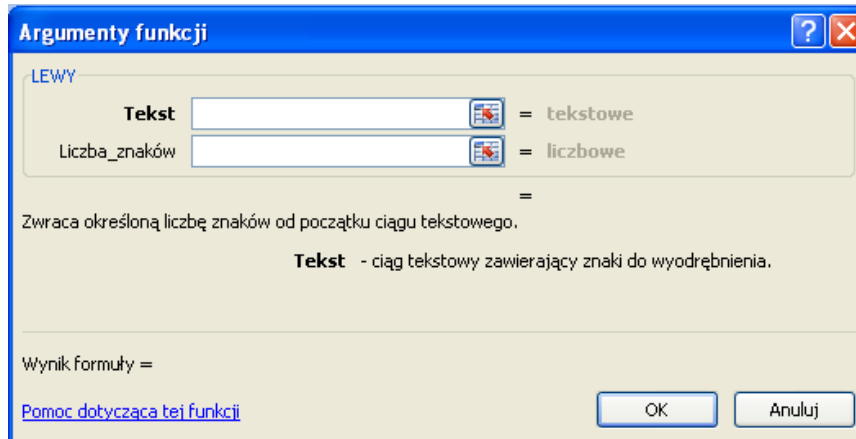 Argumenty funkcji
LEWY
Tekst = tekstowe
Liczba_znaków = liczbowe
=
Zwraca określoną liczbę znaków od początku ciągu tekstowego.
Tekst - ciąg tekstowy zawierający znaki do wyodrębnienia.
Wynik formuły =
Pomoc dotycząca tej funkcji OK Anuluj